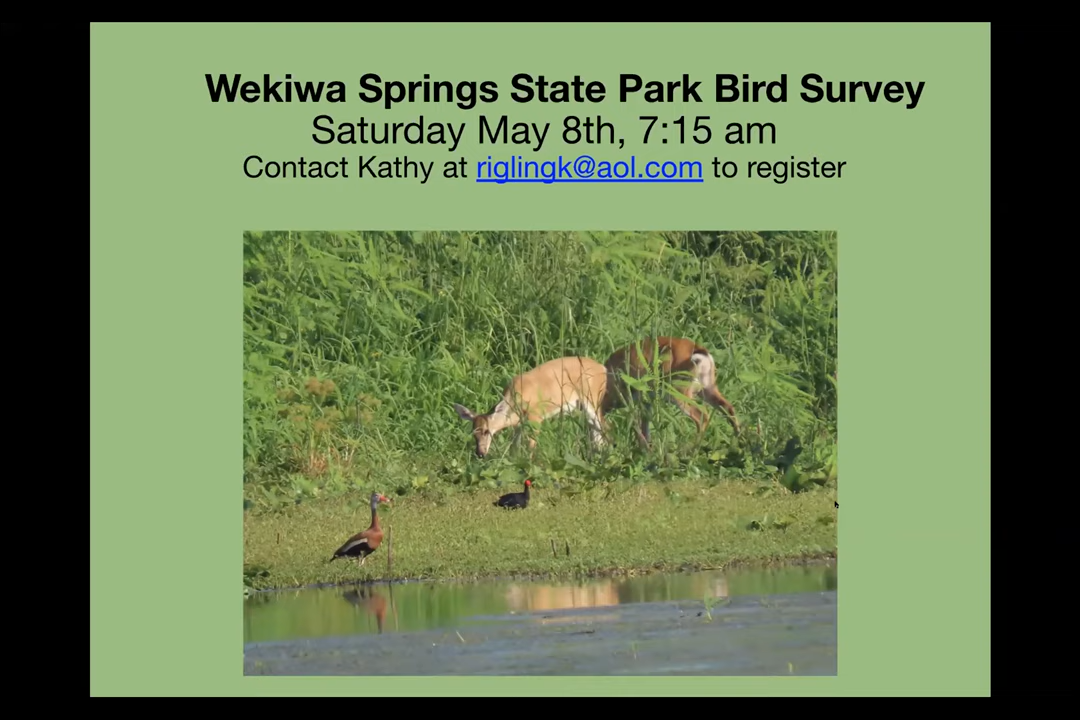 Wekiwa Springs State Park Bird Survey
Saturday May 8th, 7:15 am
Contact Kathy at riglingk@aol.com to register